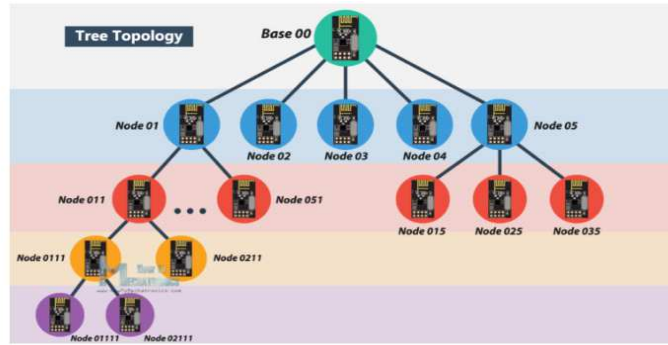 Tree Topology
Base 00
Node 01
Node 02
Node 03
Node 04
Node 05
Node 011
Node 051
Node 015
Node 025
Node 035
Node 0111
Node 0211
Node 01111
Node 02111